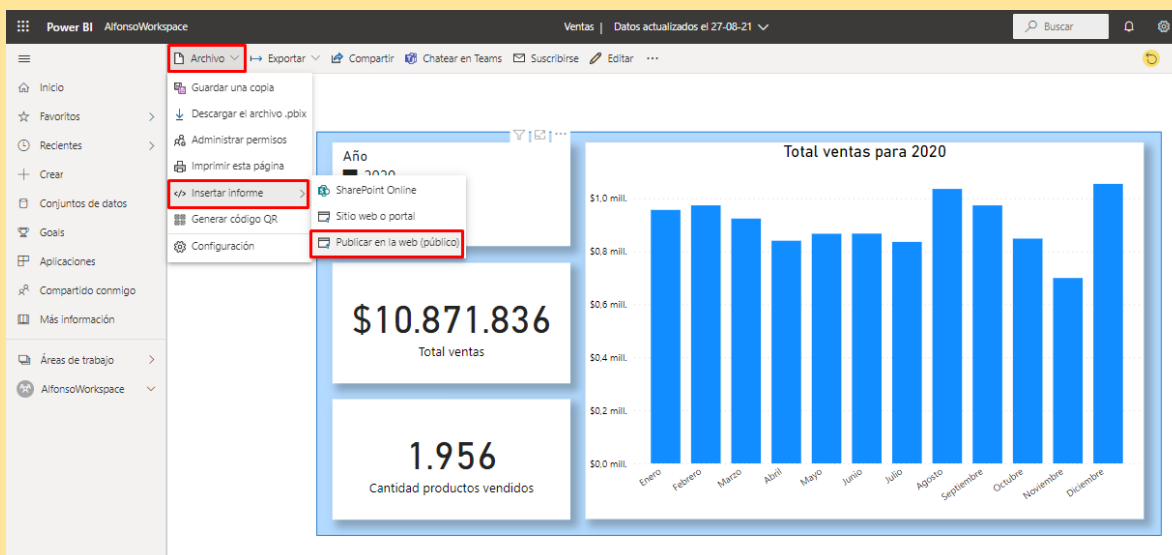 Power BI AlfonsoWorkspace
Ventas | Datos actualizados el 27-08-21
Buscar
Archivo
Exportar
Compartir
Chatear en Teams
Suscribirse
Editar
Inicio
Favoritos
Recientes
Crear
Conjuntos de datos
Goals
Aplicaciones
Compartido conmigo
Más información
Áreas de trabajo
AlfonsoWorkspace
Guardar una copia
Descargar el archivo .pbix
Administrar permisos
Imprimir esta página
Insertar informe
Generar código QR
Configuración
SharePoint Online
Sitio web o portal
Publicar en la web (público)
Año
2020
$10.871.836
Total ventas
1.956
Cantidad productos vendidos
Total ventas para 2020
$1,0 mill.
$0,8 mill.
$0,6 mill.
$0,4 mill.
$0,2 mill.
$0,0 mill.
Enero
Febrero
Marzo
Abril
Mayo
Junio
Julio
Agosto
Septiembre
Octubre
Noviembre
Diciembre